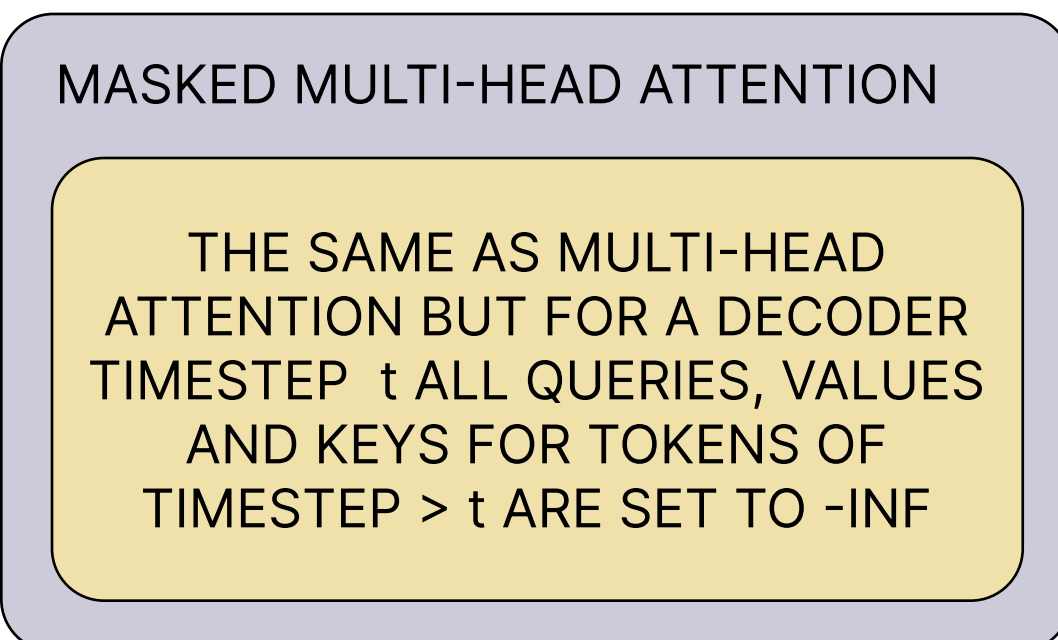 MASKED MULTI-HEAD ATTENTION
THE SAME AS MULTI-HEAD
ATTENTION BUT FOR A DECODER
TIMESTEP t ALL QUERIES, VALUES
AND KEYS FOR TOKENS OF
TIMESTEP > t ARE SET TO -INF